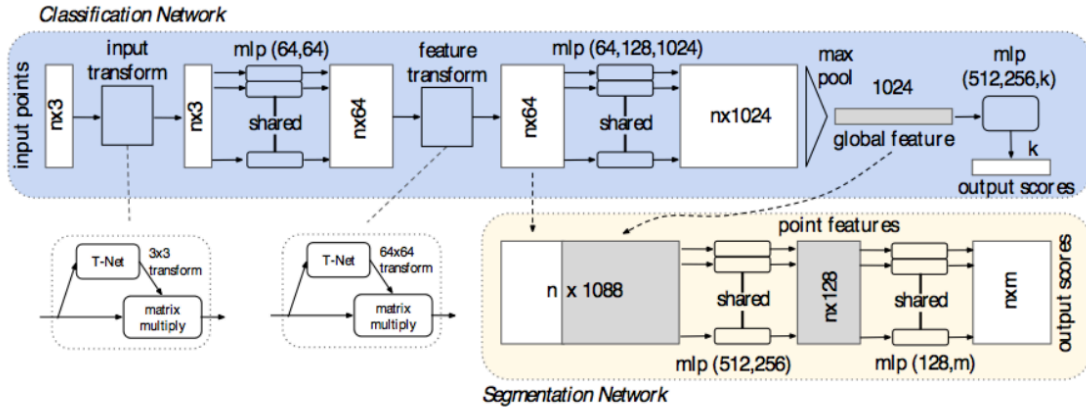 Classification Network
input points
nx3
input
transform
nx3
mlp (64,64)
shared
nx64
feature
transform
nx64
mlp (64,128,1024)
shared
nx1024
max
pool
1024
global feature
mlp
(512,256,k)
k
output scores
T-Net
3x3
transform
matrix
multiply
T-Net
64x64
transform
matrix
multiply
point features
n x 1088
shared
mlp (512,256)
nx128
shared
mlp (128,m)
nxm
output scores
Segmentation Network